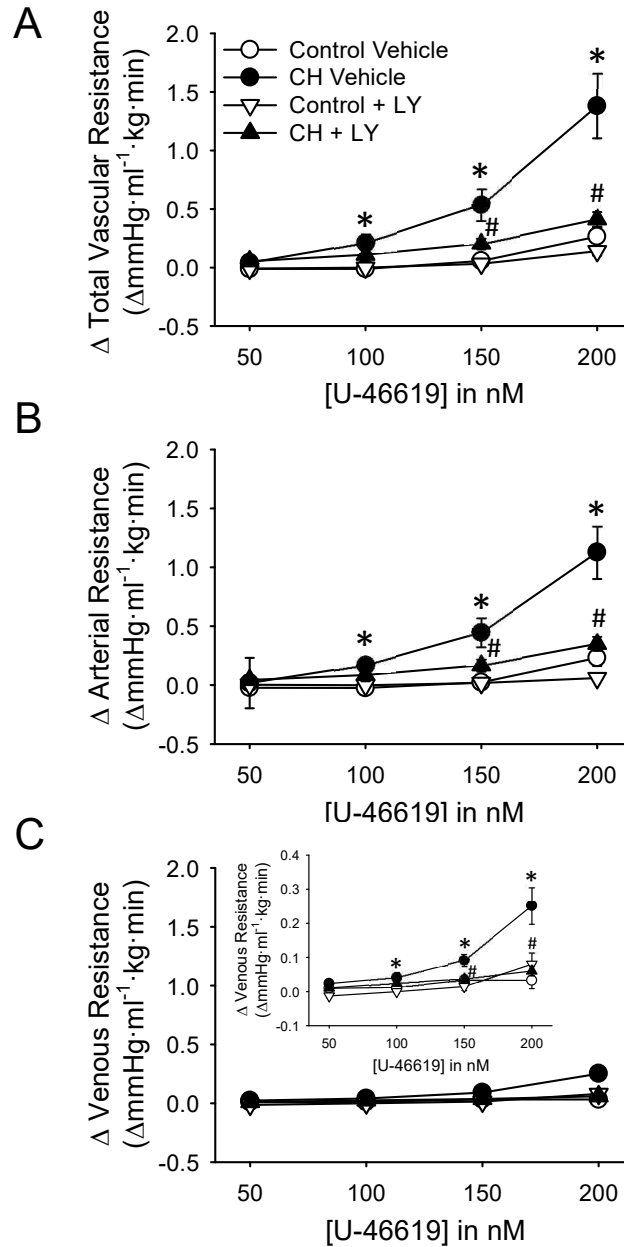 A
Δ Total Vascular Resistance
(ΔmmHg·ml⁻¹·kg·min)
2.0
1.5
1.0
0.5
0.0
-0.5
Control Vehicle
CH Vehicle
Control + LY
CH + LY
*
*
*
#
#
50 100 150 200
[U-46619] in nM
B
Δ Arterial Resistance
(ΔmmHg·ml⁻¹·kg·min)
2.0
1.5
1.0
0.5
0.0
-0.5
*
*
*
#
#
50 100 150 200
[U-46619] in nM
C
Δ Venous Resistance
(ΔmmHg·ml⁻¹·kg·min)
2.0
1.5
1.0
0.5
0.0
-0.5
Δ Venous Resistance
(ΔmmHg·ml⁻¹·kg·min)
0.4
0.3
0.2
0.1
0.0
-0.1
*
*
*
#
#
50 100 150 200
[U-46619] in nM
50 100 150 200
[U-46619] in nM